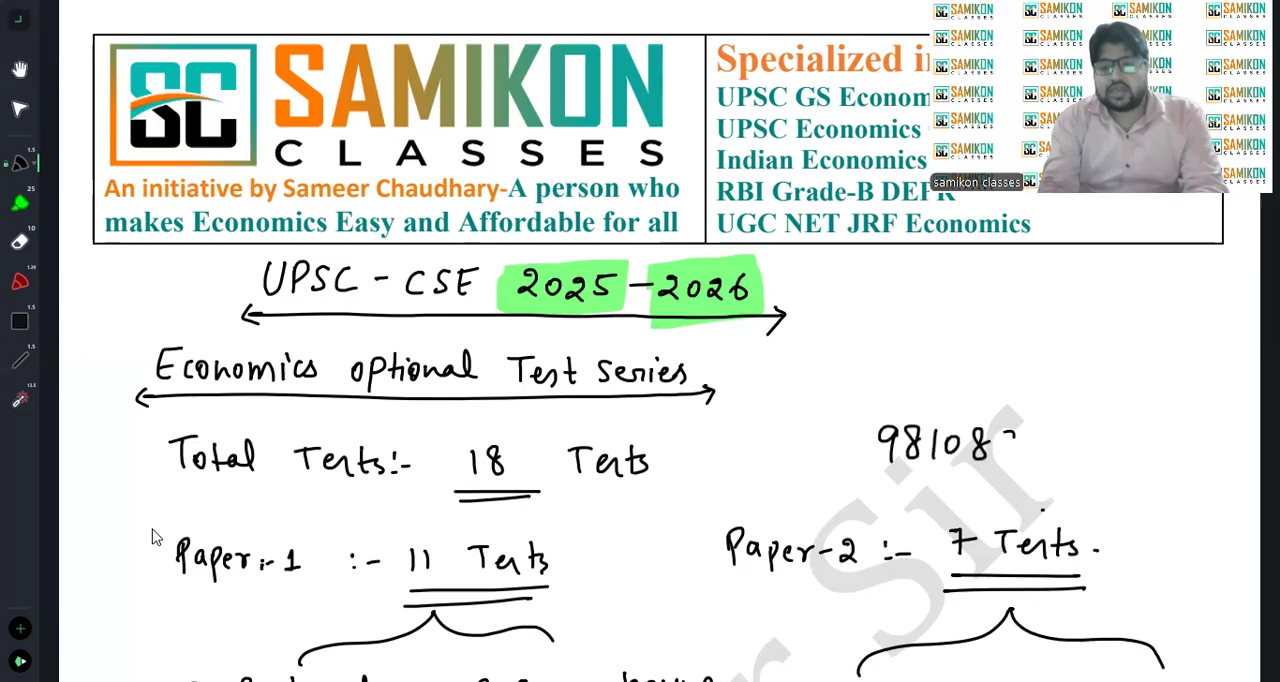 SC SAMIKON
CLASSES
An initiative by Sameer Chaudhary-A person who
makes Economics Easy and Affordable for all
Specialized i
UPSC GS Econom
UPSC Economics
Indian Economics
RBI Grade-B DEPR
UGC NET JRF Economics
samikon classes
UPSC - CSE 2025-2026
Economics optional Test series
Total Tests:- 18 Tests
98108
Paper:-1 :- 11 Tests
Paper-2 :- 7 Tests.
Sir